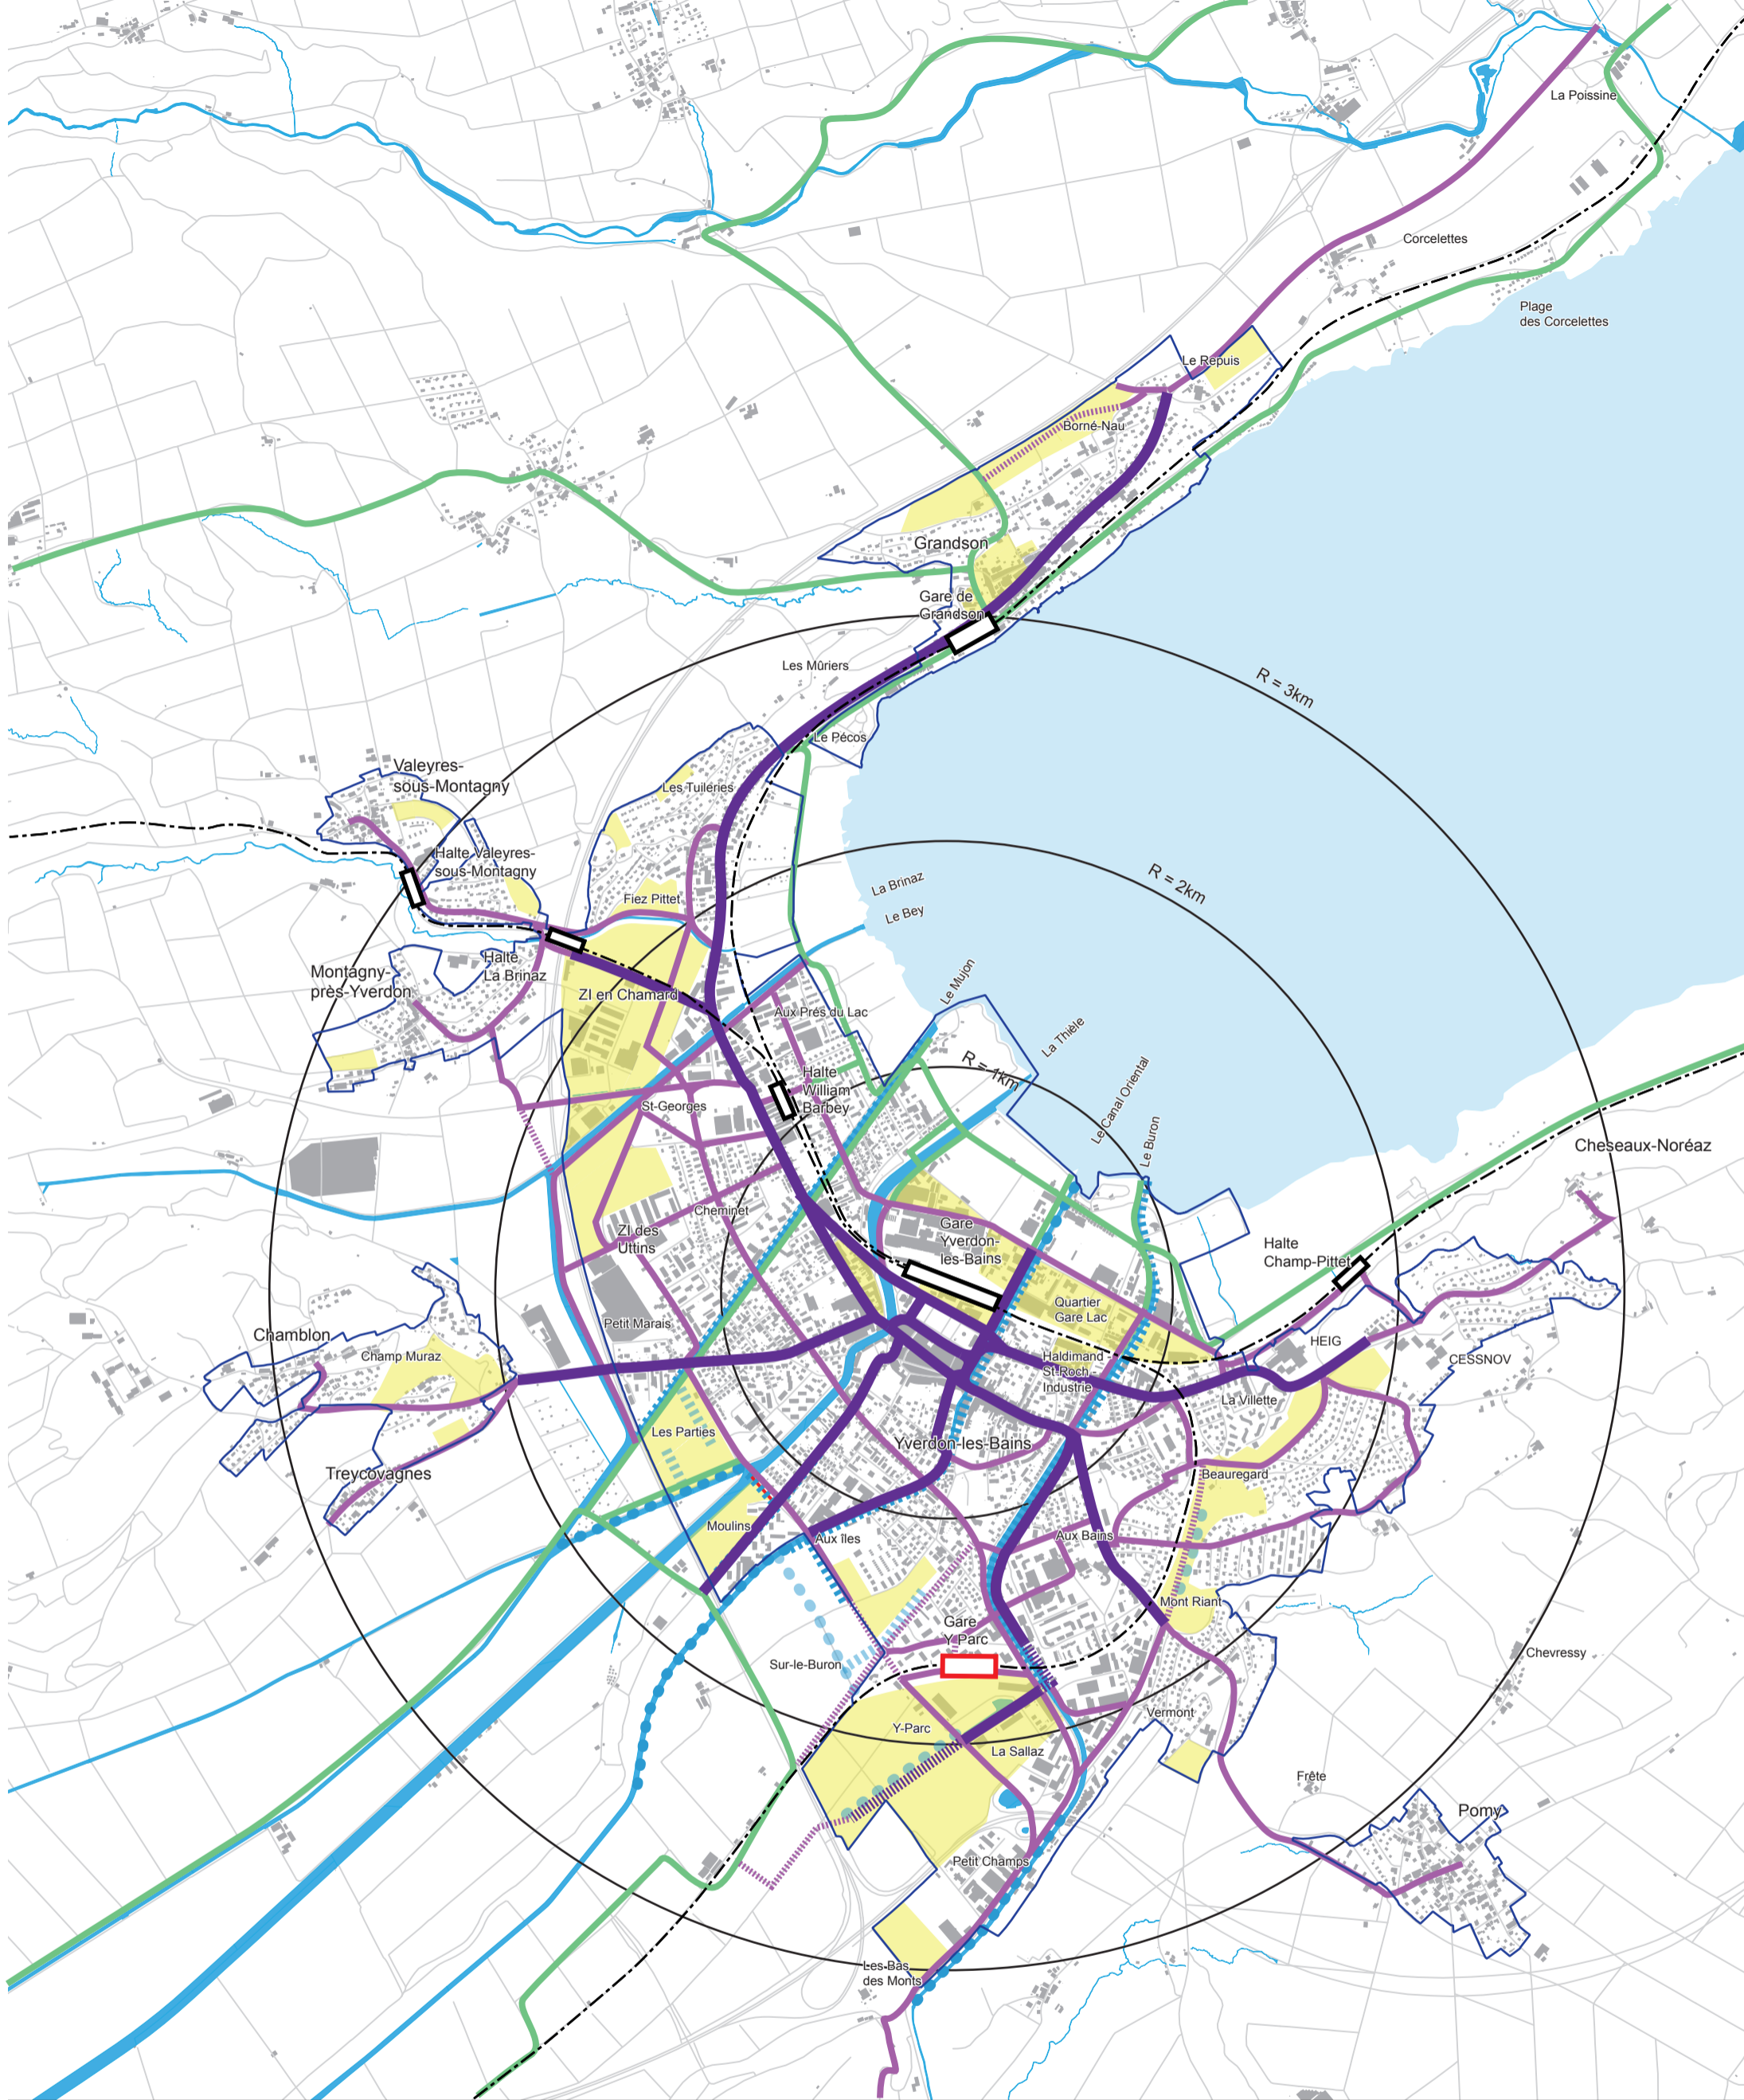 La Poissine
Corcelettes
Plage
des Corcelettes
Le Repuis
Borné-Nau
Grandson
Gare de
Grandson
Les Mûriers
R = 3km
Le Pécos
Valeyres-
sous-Montagny
Les Tuileries
Halte Valeyres-
sous-Montagny
R = 2km
La Brinaz
Fiez Pittet
Le Bey
Halte
La Brinaz
Montagny-
près-Yverdon
Le Mujon
ZI en Chamard
Aux Prés du Lac
La Thièle
R = 1km
Halte
William
Barbey
Le Canal Oriental
St-Georges
Le Buron
Cheseaux-Noréaz
Cheminet
ZI des
Uttins
Gare
Yverdon-
les-Bains
Halte
Champ-Pittet
Quartier
Gare Lac
Petit Marais
Chamblon
Champ Muraz
HEIG
CESSNOV
Haldimand -
St-Roch -
Industrie
La Villette
Les Parties
Yverdon-les-Bains
Treycovagnes
Beauregard
Moulins
Aux Îles
Aux Bains
Mont Riant
Gare
Y Parc
Sur-le-Buron
Chevressy
Y-Parc
Vermont
La Sallaz
Frête
Pomy
Petit Champs
Les Bas
des Monts